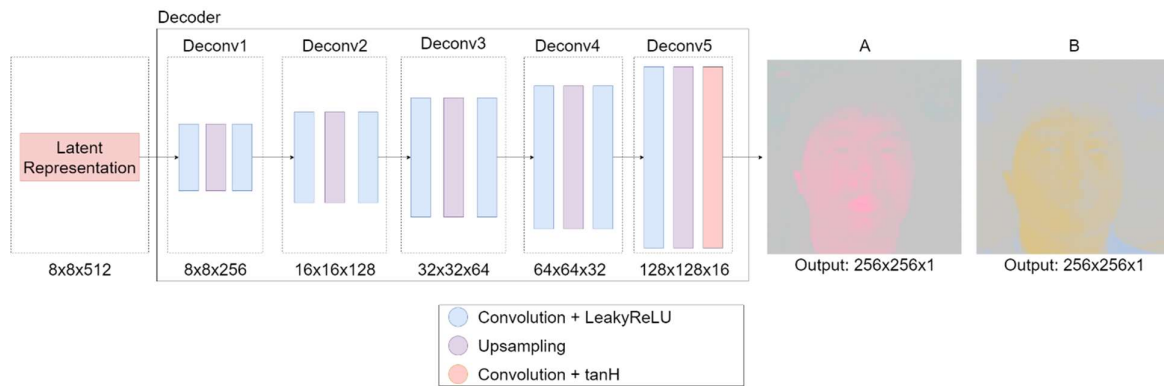 Decoder
Deconv1 Deconv2 Deconv3 Deconv4 Deconv5 A B
Latent
Representation
8x8x512 8x8x256 16x16x128 32x32x64 64x64x32 128x128x16 Output: 256x256x1 Output: 256x256x1
Convolution + LeakyReLU
Upsampling
Convolution + tanH